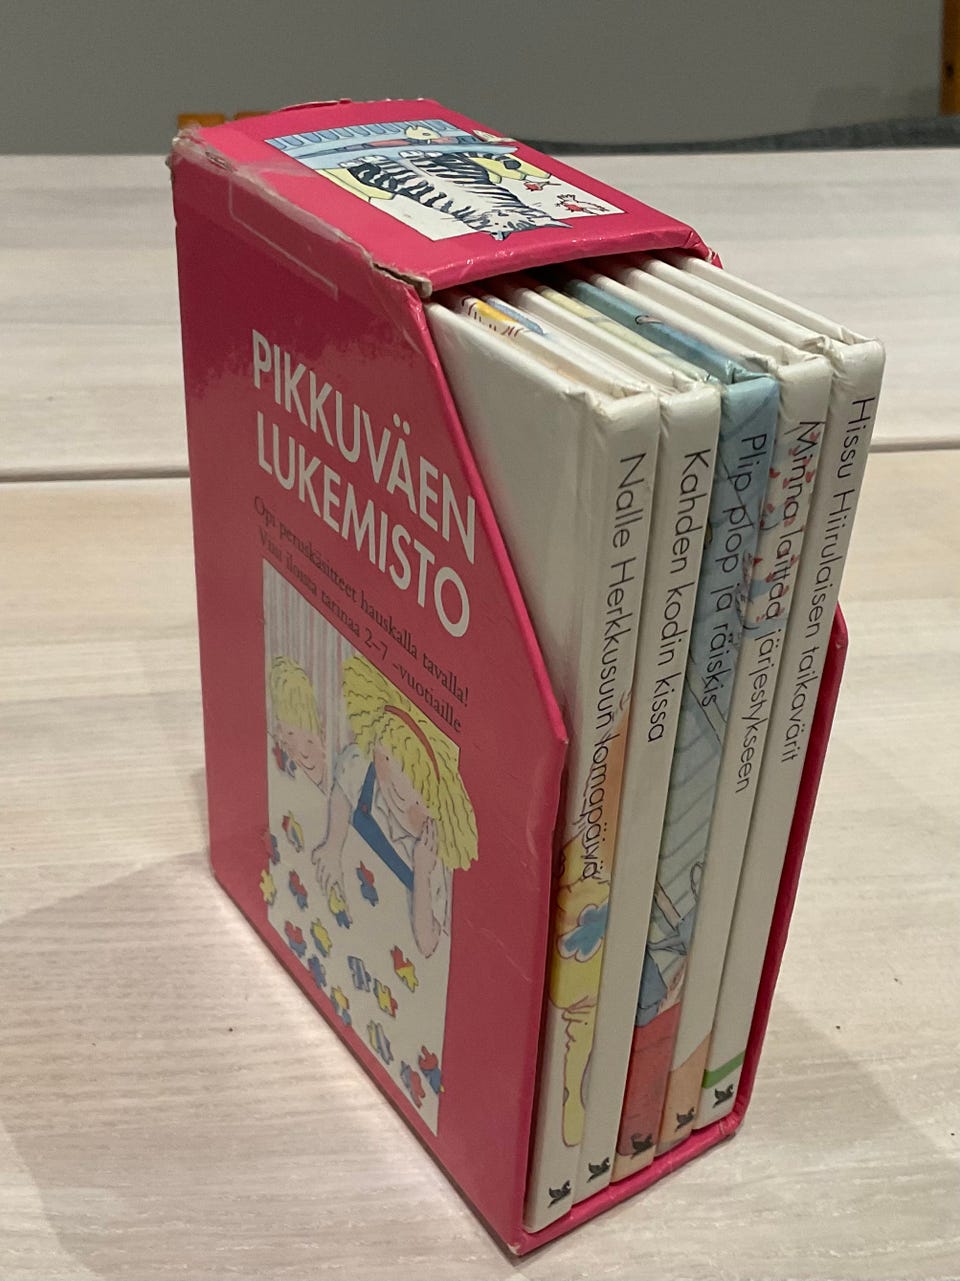 PIKKUVÄEN
LUKEMISTO
Opi peruskäsitteet hauskalla tavalla!
Viisi iloista tarinaa 2–7 -vuotiaille
Nalle Herkkusuun lomapäivä
Kahden kodin kissa
Plip plop ja räiskis
Minna laittaa järjestykseen
Hissu Hiirulaisen taikavärit